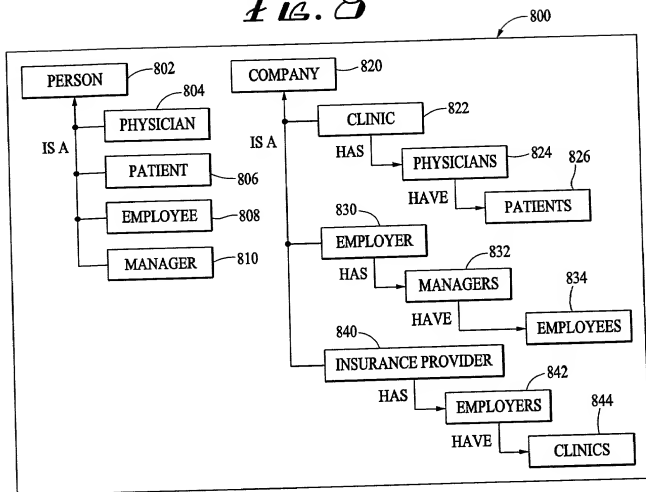 FIG. 8
800
PERSON 802
COMPANY 820
804
PHYSICIAN
IS A
PATIENT
806
EMPLOYEE 808
MANAGER 810
IS A
CLINIC
822
HAS
PHYSICIANS
824
HAVE
826
PATIENTS
830
EMPLOYER
HAS
832
MANAGERS
HAVE
834
EMPLOYEES
840
INSURANCE PROVIDER
HAS
842
EMPLOYERS
HAVE
844
CLINICS